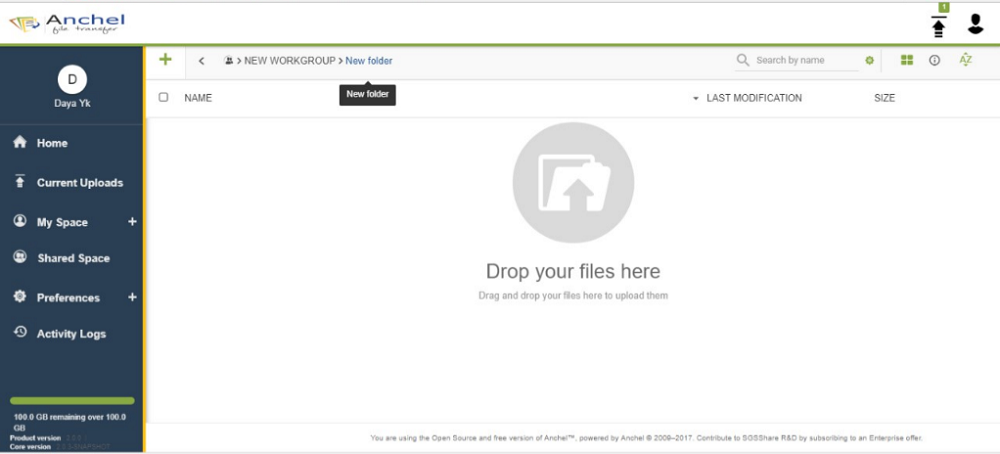 Anchel
file transfer
1
D
Daya Yk
Home
Current Uploads
My Space +
Shared Space
Preferences +
Activity Logs
100.0 GB remaining over 100.0
GB
Product version
Core version
+ < > NEW WORKGROUP > New folder
Search by name
AZ
New folder
NAME
LAST MODIFICATION
SIZE
Drop your files here
Drag and drop your files here to upload them
You are using the Open Source and free version of Anchel™, powered by Anchel © 2009–2017. Contribute to SGSShare R&D by subscribing to an Enterprise offer.